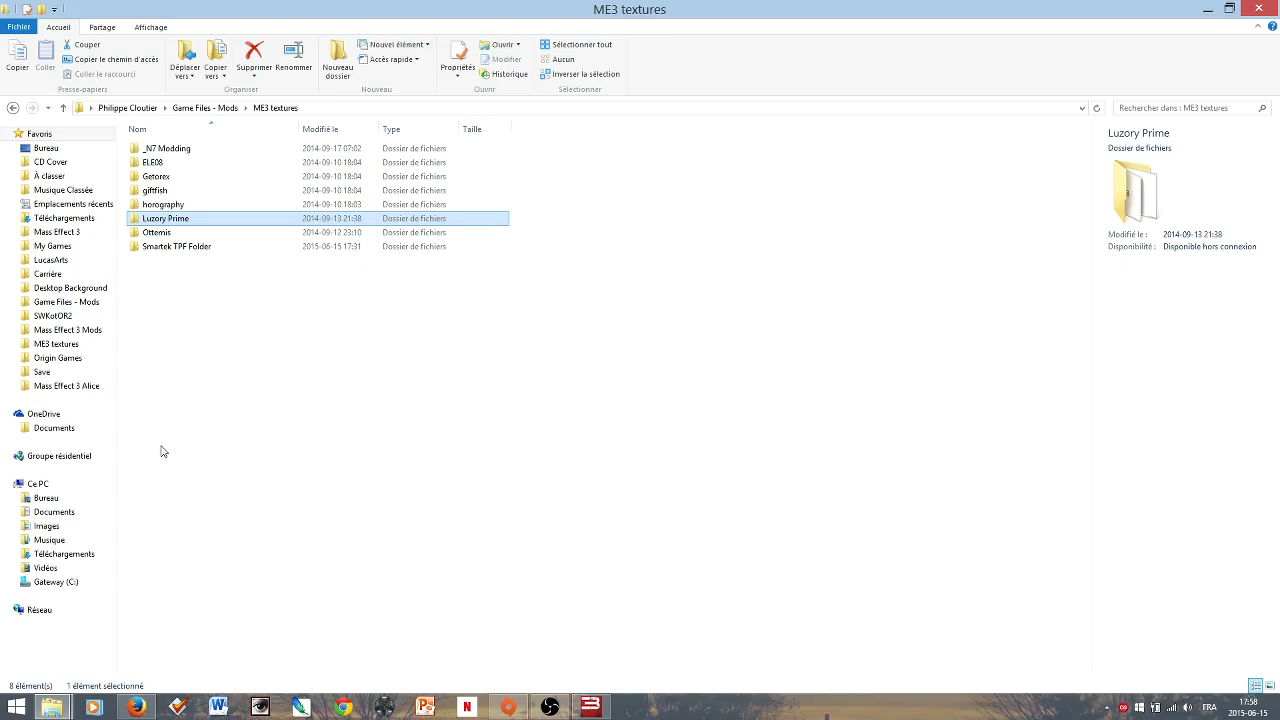 ME3 textures
Fichier Accueil Partage Affichage
Copier
Coller
Couper
Copier le chemin d'accès
Coller le raccourci
Presse-papiers
Déplacer vers
Copier vers
Supprimer
Renommer
Organiser
Nouveau dossier
Nouvel élément
Accès rapide
Nouveau
Propriétés
Ouvrir
Modifier
Historique
Ouvrir
Sélectionner tout
Aucun
Inverser la sélection
Sélectionner
Philippe Cloutier Game Files - Mods ME3 textures
Rechercher dans : ME3 textures
Favoris
Bureau
CD Cover
À classer
Musique Classée
Emplacements récents
Téléchargements
Mass Effect 3
My Games
LucasArts
Carrière
Desktop Background
Game Files - Mods
SWKotOR2
Mass Effect 3 Mods
ME3 textures
Origin Games
Save
Mass Effect 3 Alice
OneDrive
Documents
Groupe résidentiel
Ce PC
Bureau
Documents
Images
Musique
Téléchargements
Vidéos
Gateway (C:)
Réseau
Nom Modifié le Type Taille
_N7 Modding 2014-09-17 07:02 Dossier de fichiers
ELE08 2014-09-10 18:04 Dossier de fichiers
Getorex 2014-09-10 18:04 Dossier de fichiers
giftfish 2014-09-10 18:04 Dossier de fichiers
horography 2014-09-10 18:03 Dossier de fichiers
Luzory Prime 2014-09-13 21:38 Dossier de fichiers
Ottemis 2014-09-12 23:10 Dossier de fichiers
Smartek TPF Folder 2015-06-15 17:31 Dossier de fichiers
Luzory Prime
Dossier de fichiers
Modifié le : 2014-09-13 21:38
Disponibilité : Disponible hors connexion
8 élément(s) 1 élément sélectionné
FRA
17:58
2015-06-15